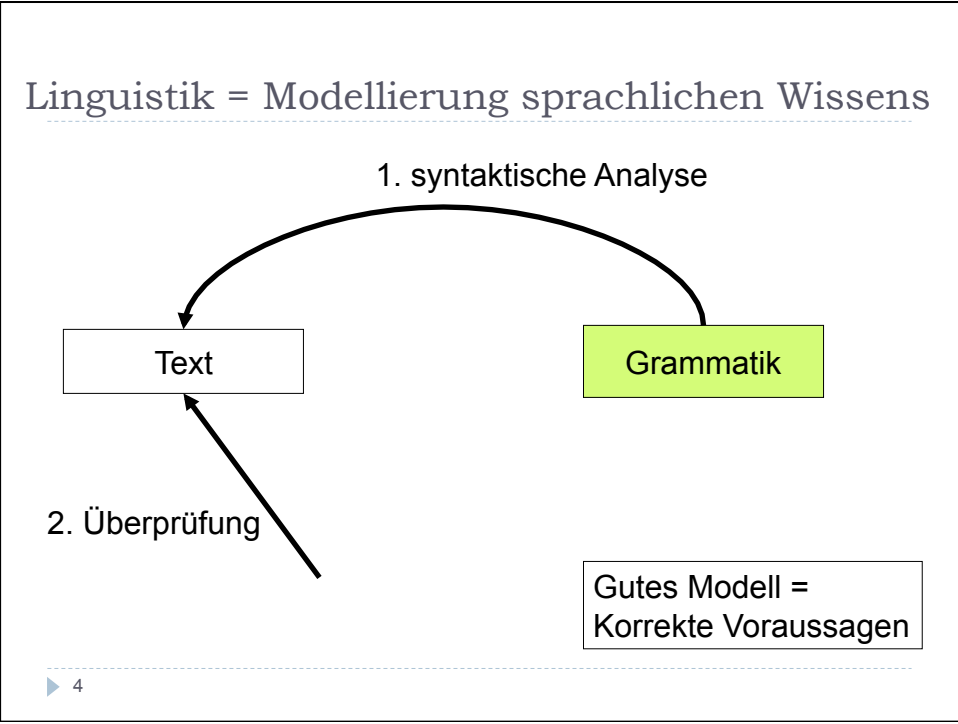 Linguistik = Modellierung sprachlichen Wissens
1. syntaktische Analyse
Text
Grammatik
2. Überprüfung
Gutes Modell =
Korrekte Voraussagen
4